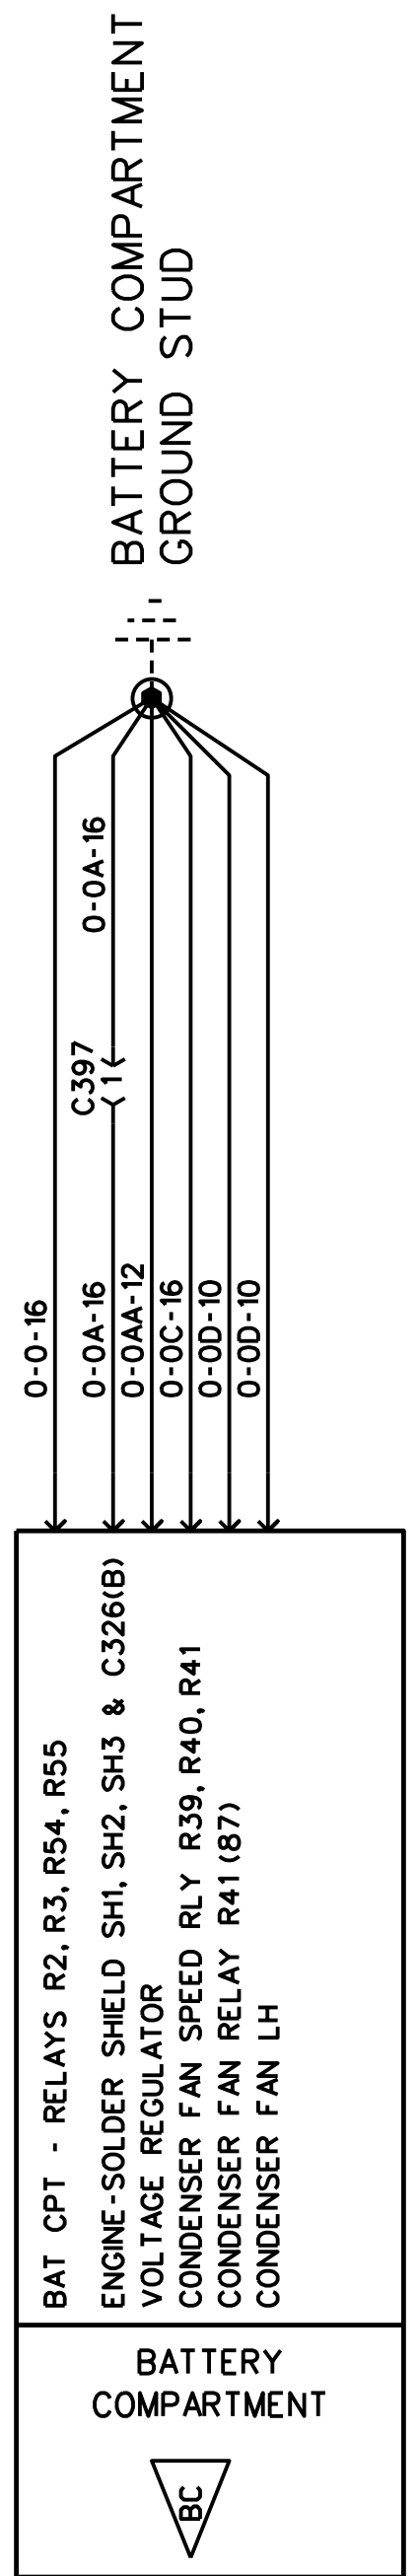 BATTERY COMPARTMENT
GROUND STUD
0-0A-16
C397
1
0-0-16
0-0A-16
0-0AA-12
0-0C-16
0-0D-10
0-0D-10
BAT CPT - RELAYS R2, R3, R54, R55
ENGINE-SOLDER SHIELD SH1, SH2, SH3 & C326(B)
VOLTAGE REGULATOR
CONDENSER FAN SPEED RLY R39, R40, R41
CONDENSER FAN RELAY R41 (87)
CONDENSER FAN LH
BATTERY
COMPARTMENT
BC